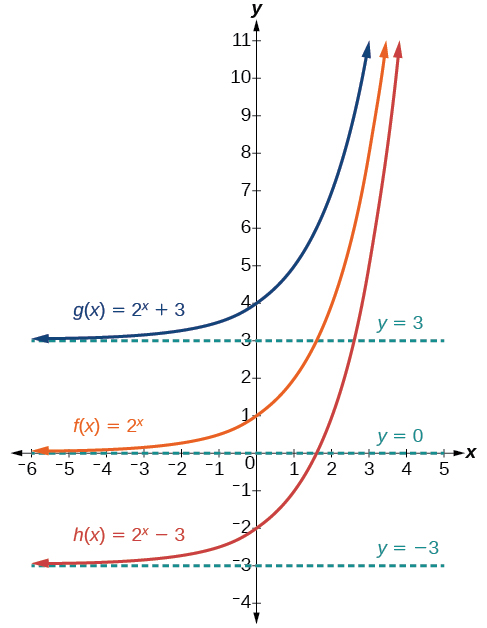 y
11
10
9
8
7
6
5
4
g(x) = 2ˣ + 3
y = 3
3
2
f(x) = 2ˣ
1
y = 0
x
−6 −5 −4 −3 −2 −1 0 1 2 3 4 5
−1
−2
h(x) = 2ˣ − 3
y = −3
−3
−4